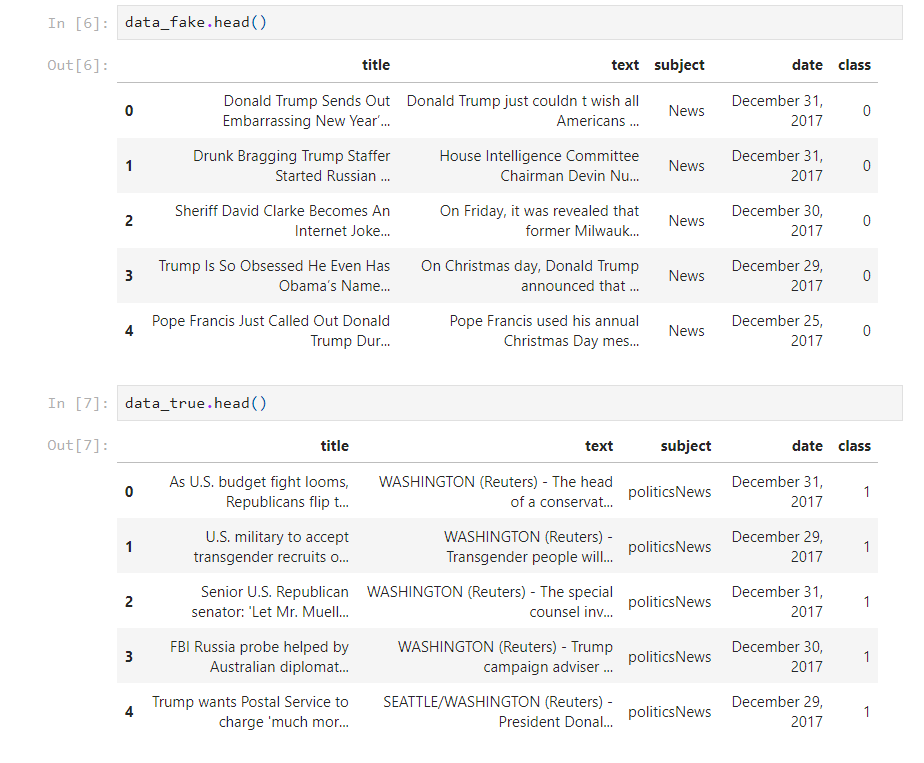 In [6]: data_fake.head()
Out[6]:
title text subject date class
0 Donald Trump Sends Out Embarrassing New Year’... Donald Trump just couldn t wish all Americans ... News December 31, 2017 0
1 Drunk Bragging Trump Staffer Started Russian ... House Intelligence Committee Chairman Devin Nu... News December 31, 2017 0
2 Sheriff David Clarke Becomes An Internet Joke... On Friday, it was revealed that former Milwauk... News December 30, 2017 0
3 Trump Is So Obsessed He Even Has Obama’s Name... On Christmas day, Donald Trump announced that ... News December 29, 2017 0
4 Pope Francis Just Called Out Donald Trump Dur... Pope Francis used his annual Christmas Day mes... News December 25, 2017 0
In [7]: data_true.head()
Out[7]:
title text subject date class
0 As U.S. budget fight looms, Republicans flip t... WASHINGTON (Reuters) - The head of a conservat... politicsNews December 31, 2017 1
1 U.S. military to accept transgender recruits o... WASHINGTON (Reuters) - Transgender people will... politicsNews December 29, 2017 1
2 Senior U.S. Republican senator: 'Let Mr. Muell... WASHINGTON (Reuters) - The special counsel inv... politicsNews December 31, 2017 1
3 FBI Russia probe helped by Australian diplomat... WASHINGTON (Reuters) - Trump campaign adviser ... politicsNews December 30, 2017 1
4 Trump wants Postal Service to charge 'much mor... SEATTLE/WASHINGTON (Reuters) - President Donal... politicsNews December 29, 2017 1